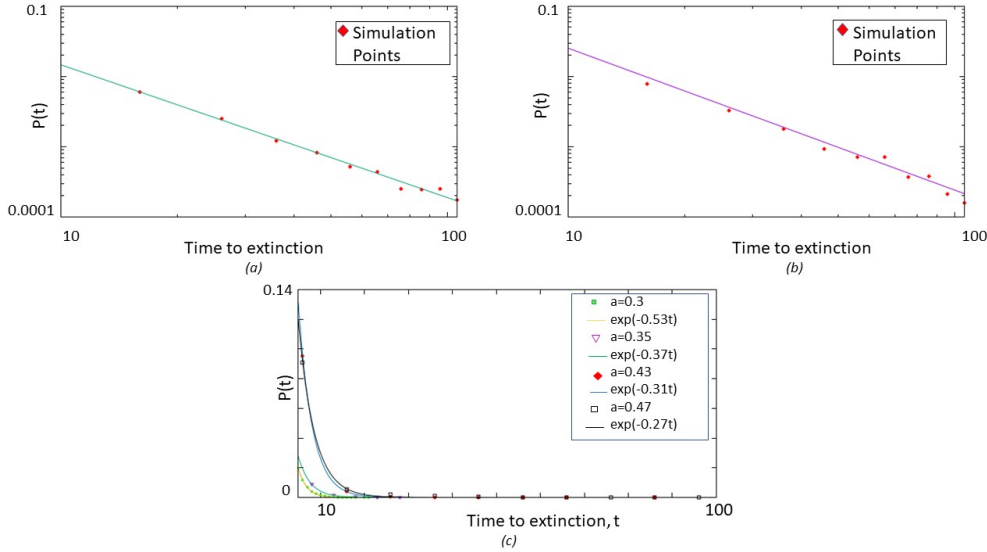 0.1
Simulation
Points
P(t)
0.0001
10
100
Time to extinction
(a)
0.1
Simulation
Points
P(t)
0.0001
10
100
Time to extinction
(b)
0.14
a=0.3
exp(-0.53t)
a=0.35
exp(-0.37t)
a=0.43
exp(-0.31t)
a=0.47
exp(-0.27t)
P(t)
0
10
100
Time to extinction, t
(c)